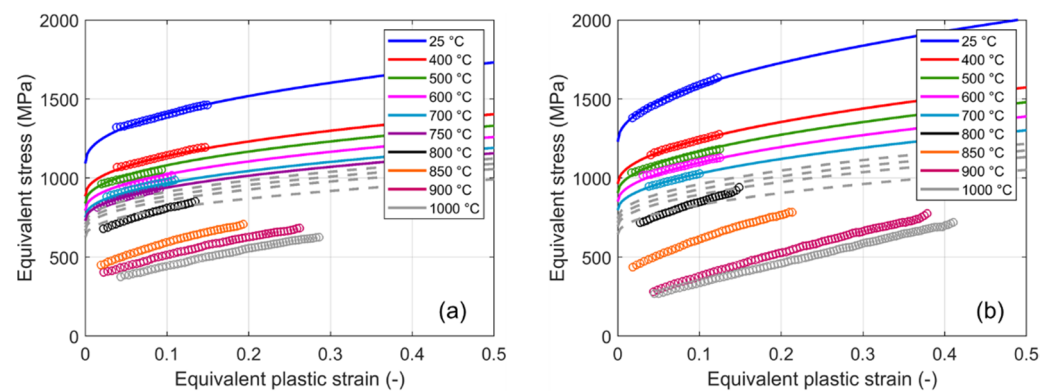 2000
1500
1000
500
0
0
0.1
0.2
0.3
0.4
0.5
Equivalent stress (MPa)
Equivalent plastic strain (-)
25 °C
400 °C
500 °C
600 °C
700 °C
750 °C
800 °C
850 °C
900 °C
1000 °C
(a)
2000
1500
1000
500
0
0
0.1
0.2
0.3
0.4
0.5
Equivalent stress (MPa)
Equivalent plastic strain (-)
25 °C
400 °C
500 °C
600 °C
700 °C
800 °C
850 °C
900 °C
1000 °C
(b)